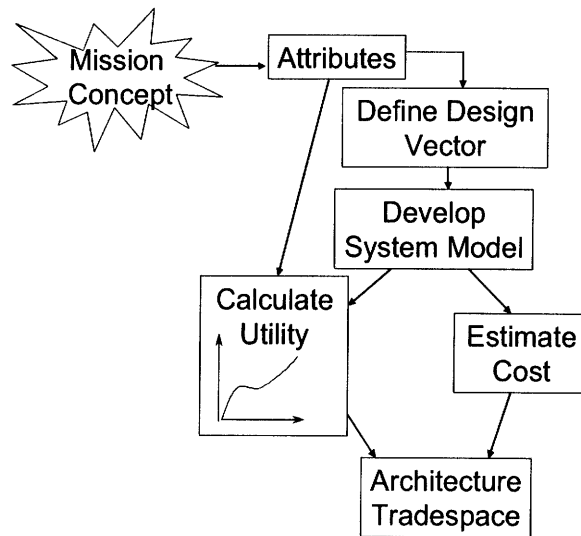 Mission
Concept
Attributes
Define Design
Vector
Develop
System Model
Calculate
Utility
Estimate
Cost
Architecture
Tradespace